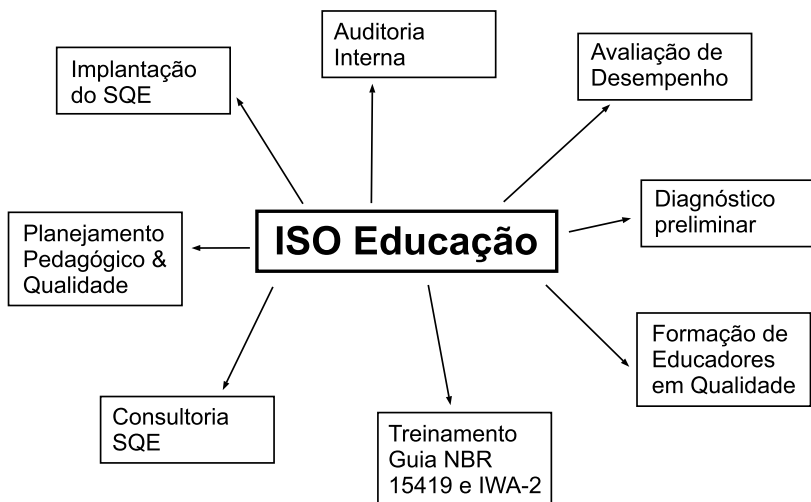 Auditoria
Interna
Avaliação de
Desempenho
Implantação
do SQE
Diagnóstico
preliminar
ISO Educação
Planejamento
Pedagógico &
Qualidade
Formação de
Educadores
em Qualidade
Consultoria
SQE
Treinamento
Guia NBR
15419 e IWA-2